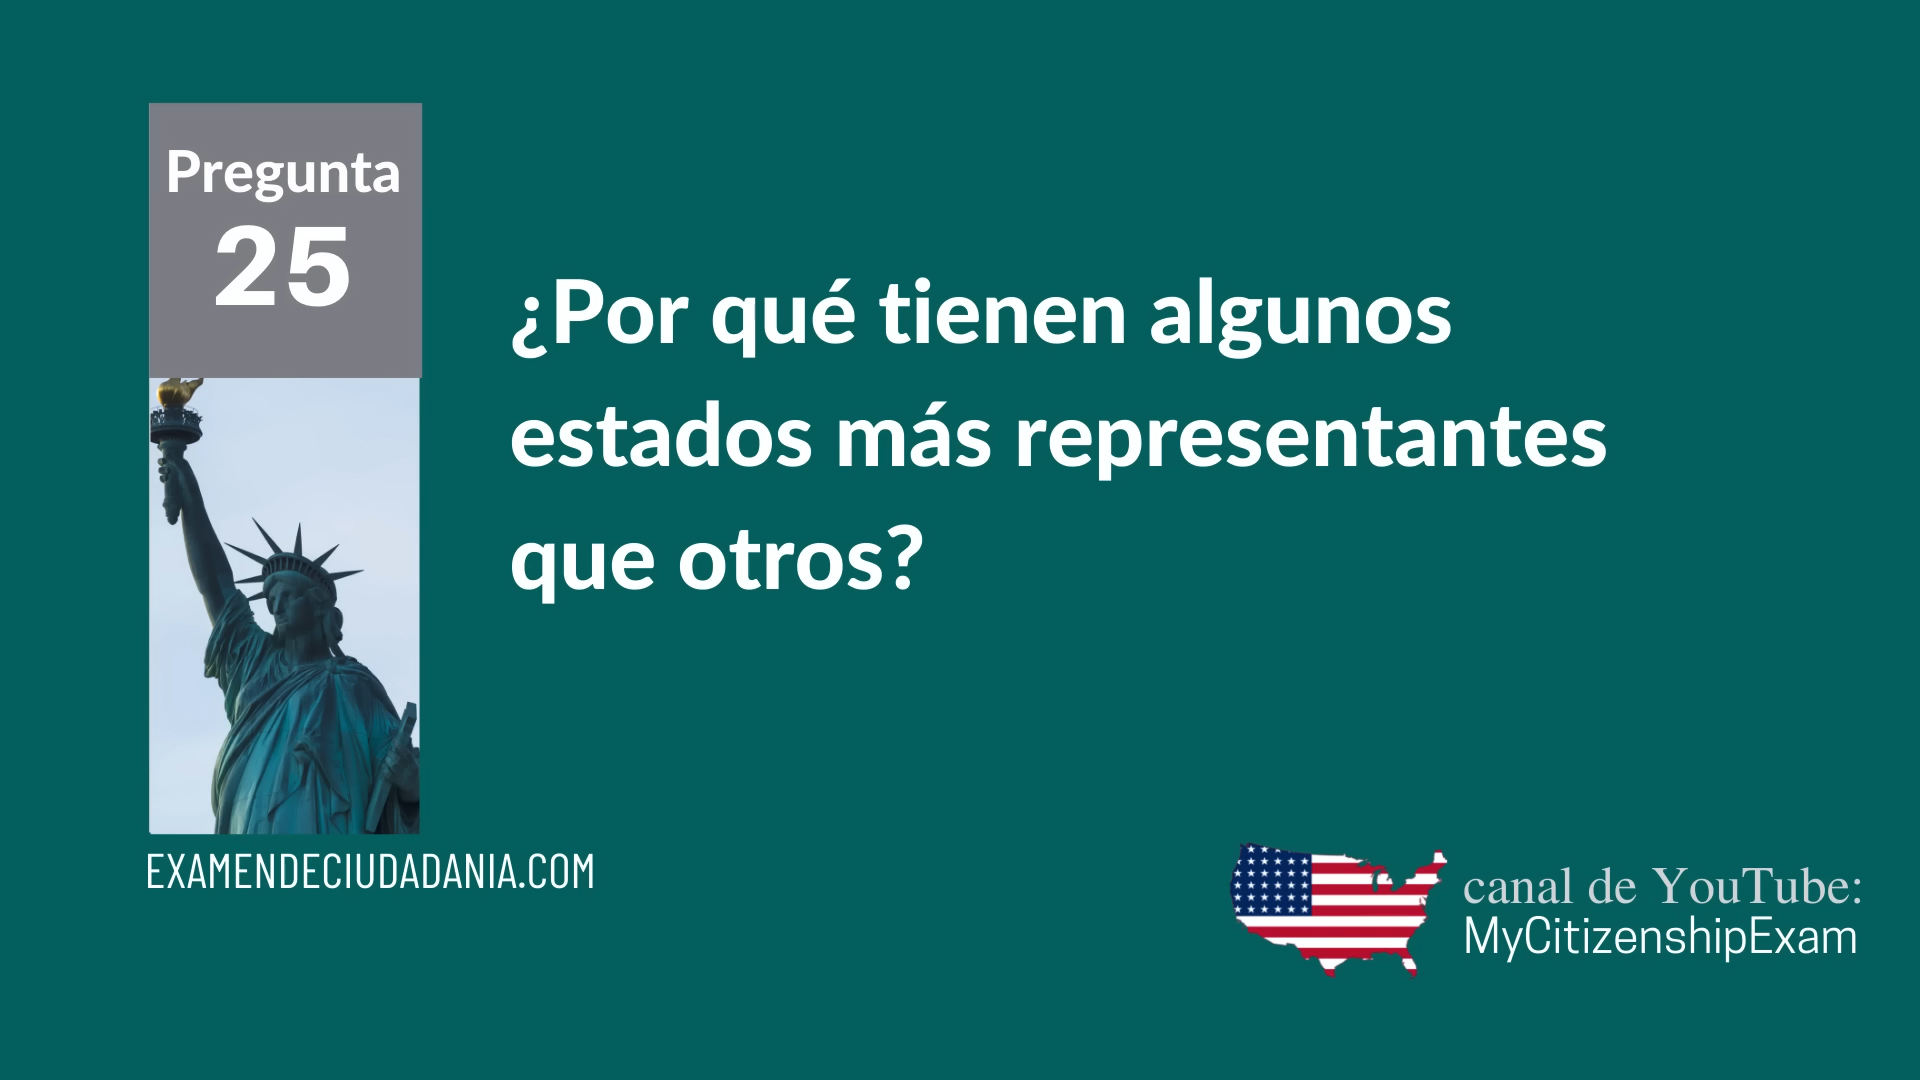 Pregunta
25
¿Por qué tienen algunos
estados más representantes
que otros?
EXAMENDECIUDADANIA.COM
canal de YouTube:
MyCitizenshipExam